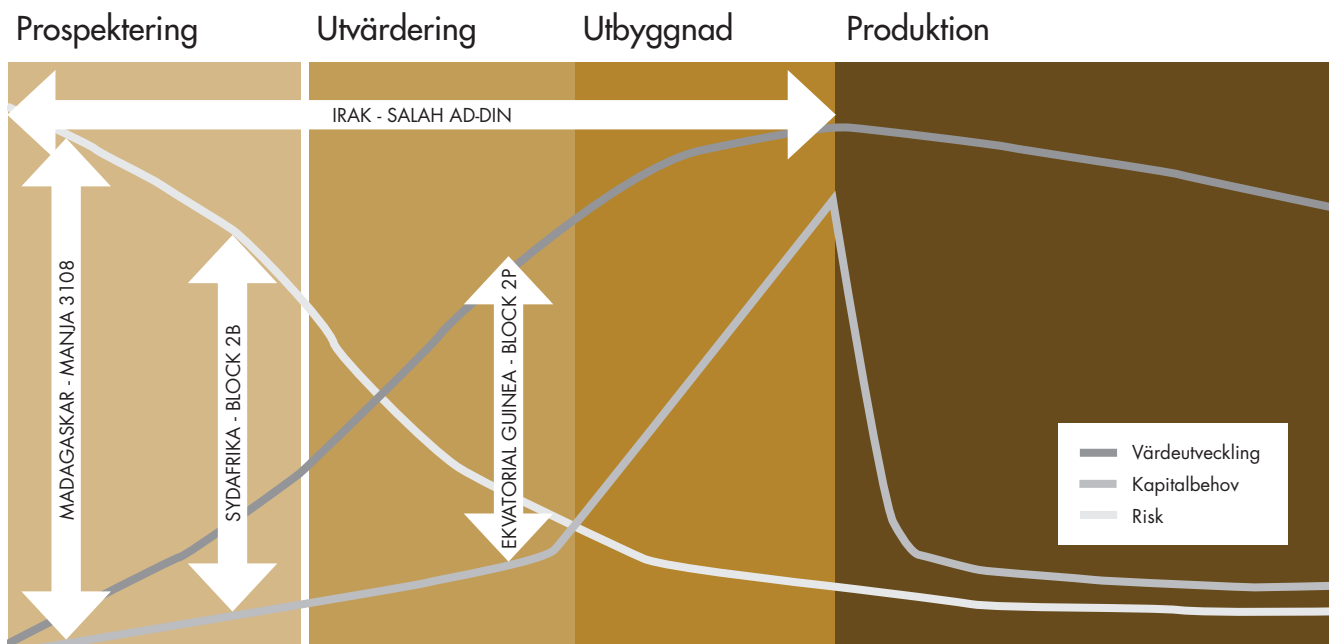 Prospektering
Utvärdering
Utbyggnad
Produktion
IRAK - SALAH AD-DIN
MADAGASKAR - MANJA 3108
SYDAFRIKA - BLOCK 2B
EKVATORIAL GUINEA - BLOCK 2P
Värdeutveckling
Kapitalbehov
Risk